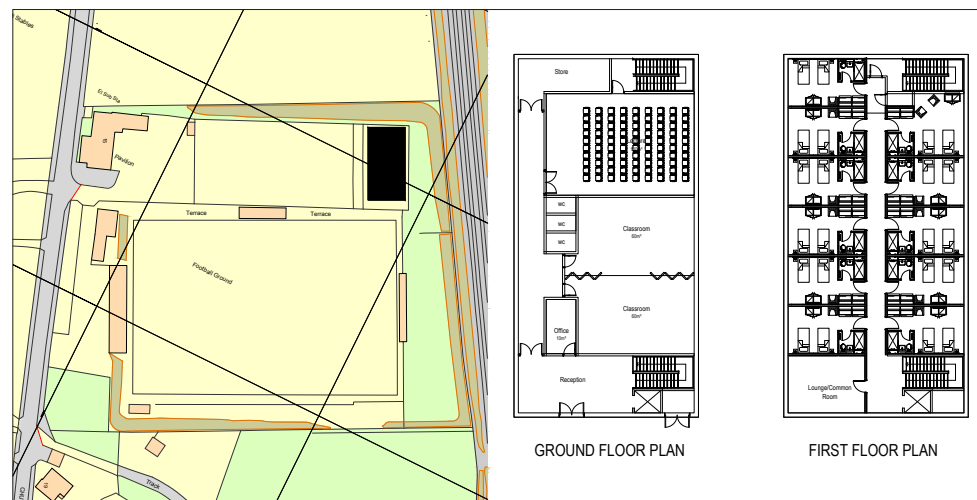 Stables
El Sub Sta
Pavilion
Terrace
Terrace
Football Ground
Track
Store
WC
WC
WC
Classroom
60m²
Classroom
60m²
Office
10m²
Reception
GROUND FLOOR PLAN
Lounge/Common
Room
FIRST FLOOR PLAN